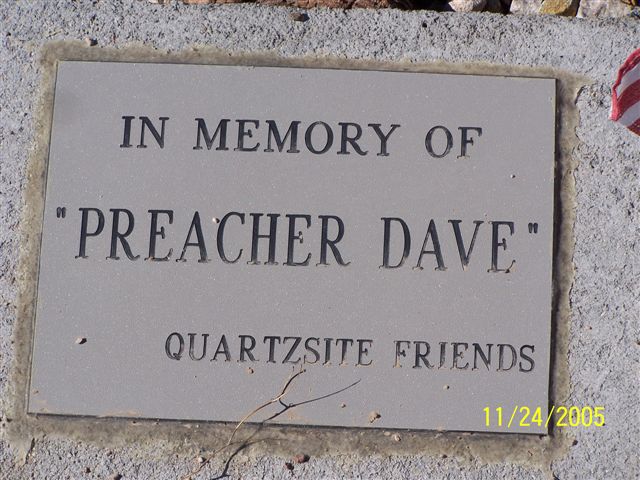 IN MEMORY OF
"PREACHER DAVE"
QUARTZSITE FRIENDS
11/24/2005